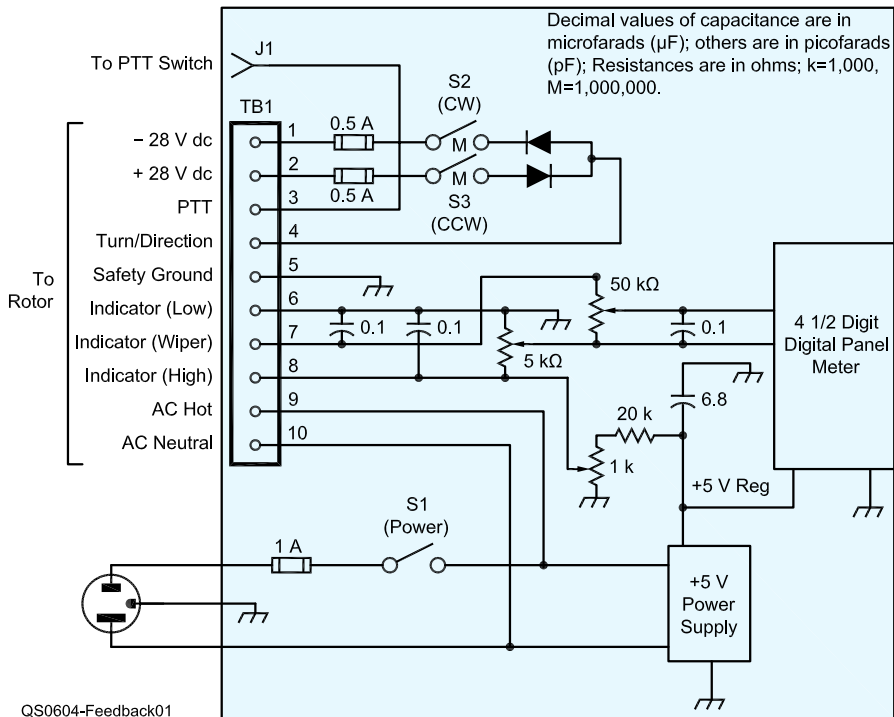 Decimal values of capacitance are in
microfarads (µF); others are in picofarads
(pF); Resistances are in ohms; k=1,000,
M=1,000,000.
To PTT Switch
J1
TB1
S2
(CW)
− 28 V dc
1
0.5 A
M
+ 28 V dc
2
0.5 A
M
S3
(CCW)
PTT
3
Turn/Direction
4
Safety Ground
5
Indicator (Low)
6
Indicator (Wiper)
7
Indicator (High)
8
AC Hot
9
AC Neutral
10
To
Rotor
0.1
0.1
5 kΩ
50 kΩ
0.1
4 1/2 Digit
Digital Panel
Meter
6.8
20 k
1 k
+5 V Reg
S1
(Power)
1 A
+5 V
Power
Supply
QS0604-Feedback01